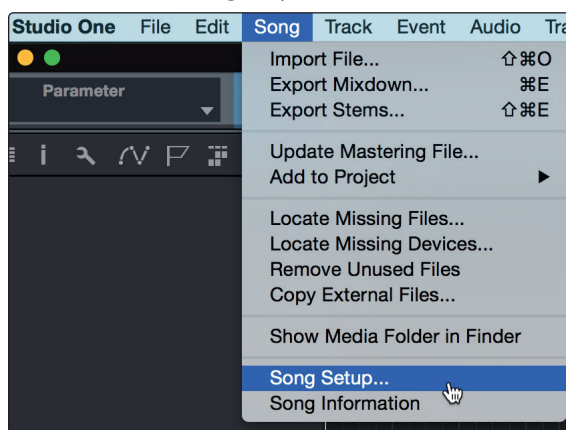 Studio One File Edit Song Track Event Audio
Parameter
Import File... ⇧⌘O
Export Mixdown... ⌘E
Export Stems... ⇧⌘E
Update Mastering File...
Add to Project ▶
Locate Missing Files...
Locate Missing Devices...
Remove Unused Files
Copy External Files...
Show Media Folder in Finder
Song Setup...
Song Information